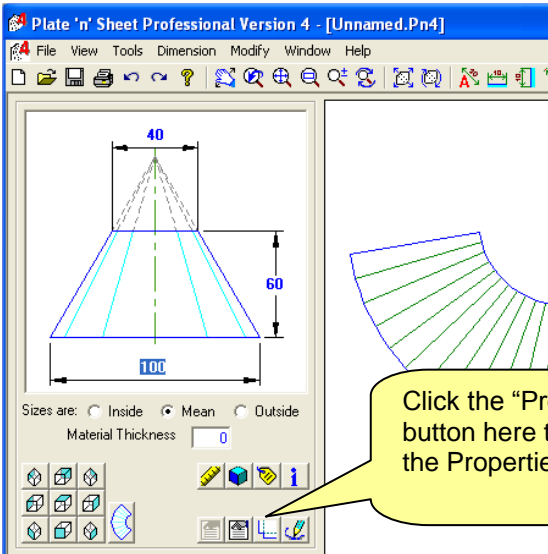 Plate 'n' Sheet Professional Version 4 - [Unnamed.Pn4]
File View Tools Dimension Modify Window Help
40
60
100
Sizes are: Inside Mean Outside
Material Thickness 0
Click the “Pr
button here t
the Propertie